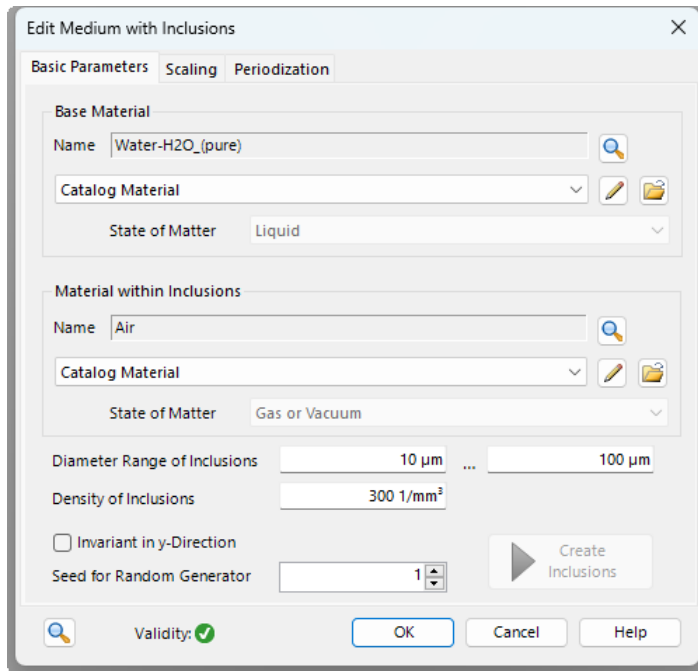 Edit Medium with Inclusions
Basic Parameters Scaling Periodization
Base Material
Name Water-H2O_(pure)
Catalog Material
State of Matter Liquid
Material within Inclusions
Name Air
Catalog Material
State of Matter Gas or Vacuum
Diameter Range of Inclusions 10 µm ... 100 µm
Density of Inclusions 300 1/mm³
Invariant in y-Direction
Create
Inclusions
Seed for Random Generator 1
Validity: OK Cancel Help